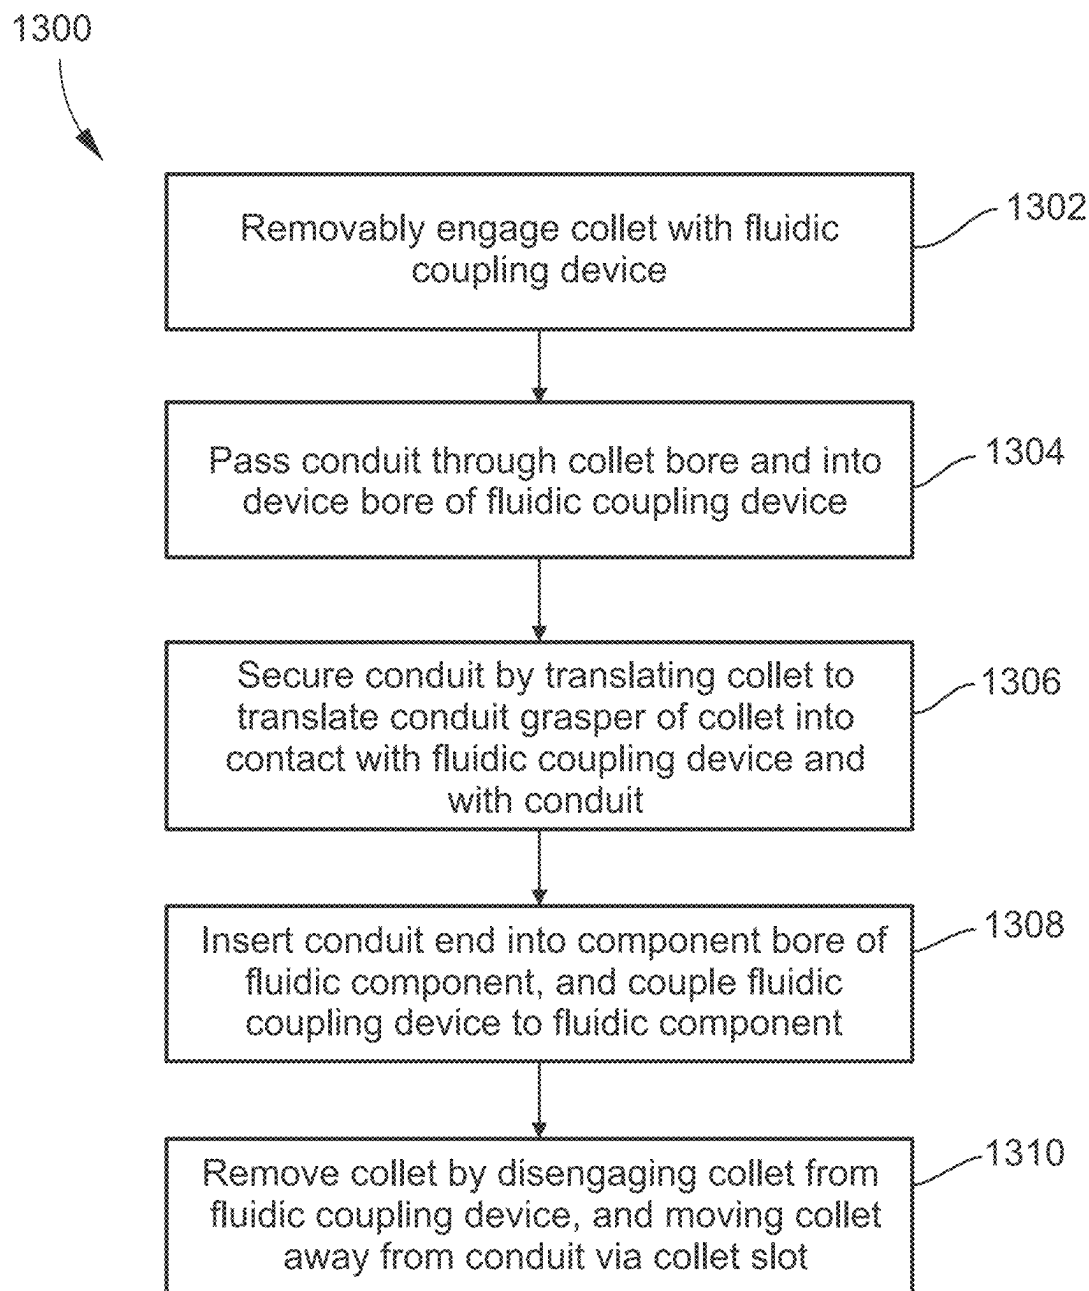 1300
Removably engage collet with fluidic
coupling device
1302
Pass conduit through collet bore and into
device bore of fluidic coupling device
1304
Secure conduit by translating collet to
translate conduit grasper of collet into
contact with fluidic coupling device and
with conduit
1306
Insert conduit end into component bore of
fluidic component, and couple fluidic
coupling device to fluidic component
1308
Remove collet by disengaging collet from
fluidic coupling device, and moving collet
away from conduit via collet slot
1310